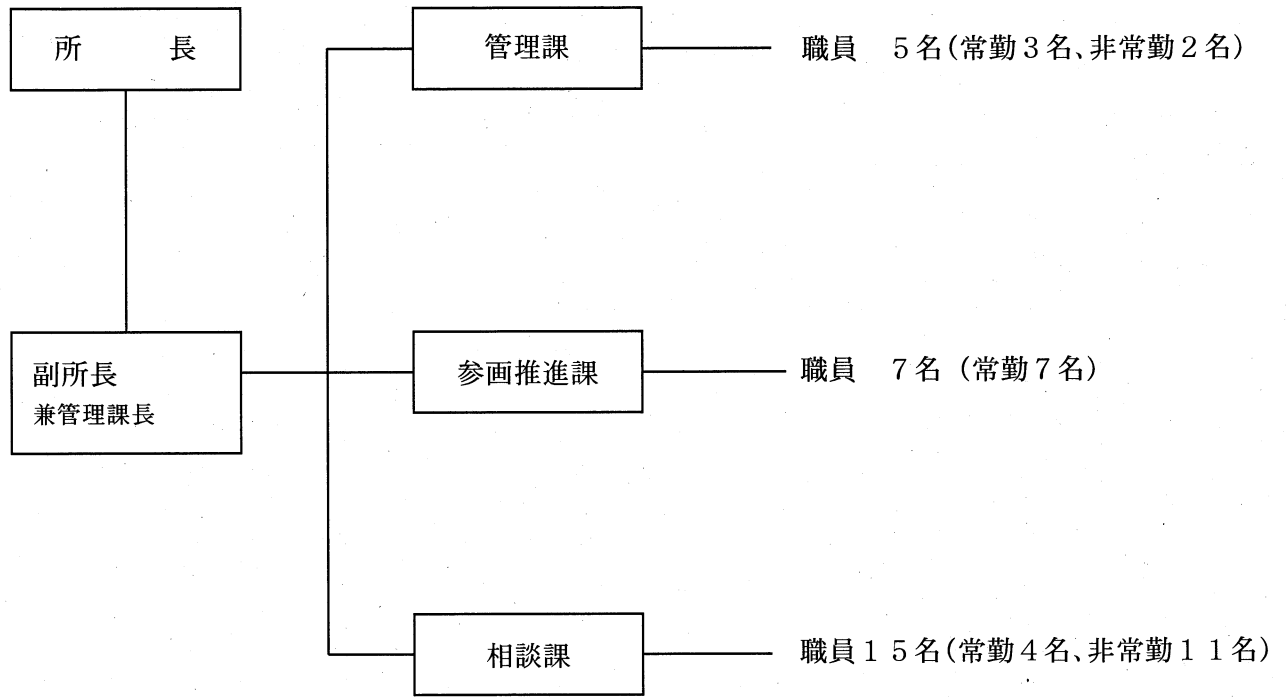 所　　　長
管理課
職員　５名(常勤３名、非常勤２名)
副所長
兼管理課長
参画推進課
職員　７名（常勤７名）
相談課
職員１５名(常勤４名、非常勤１１名)